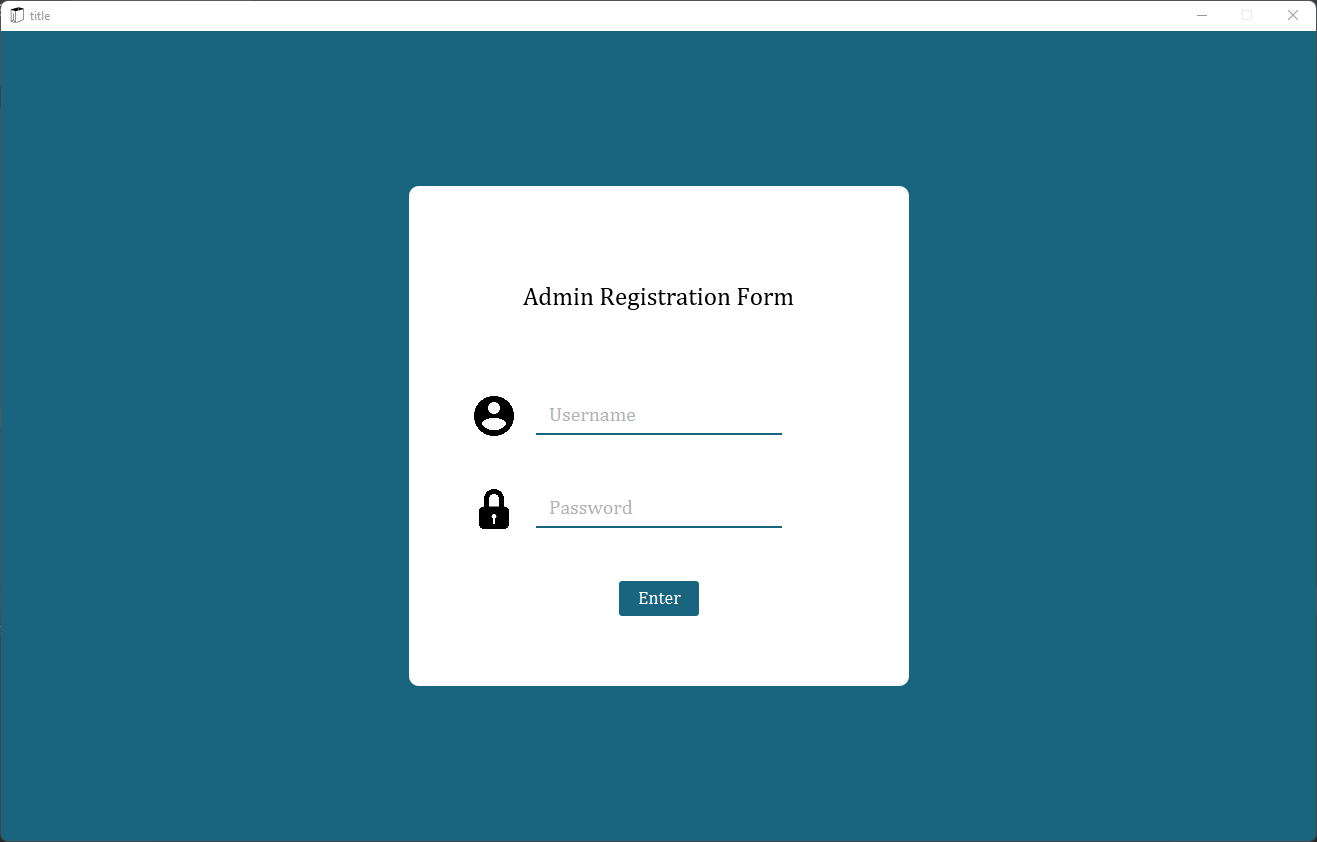 title
Admin Registration Form
Username
Password
Enter